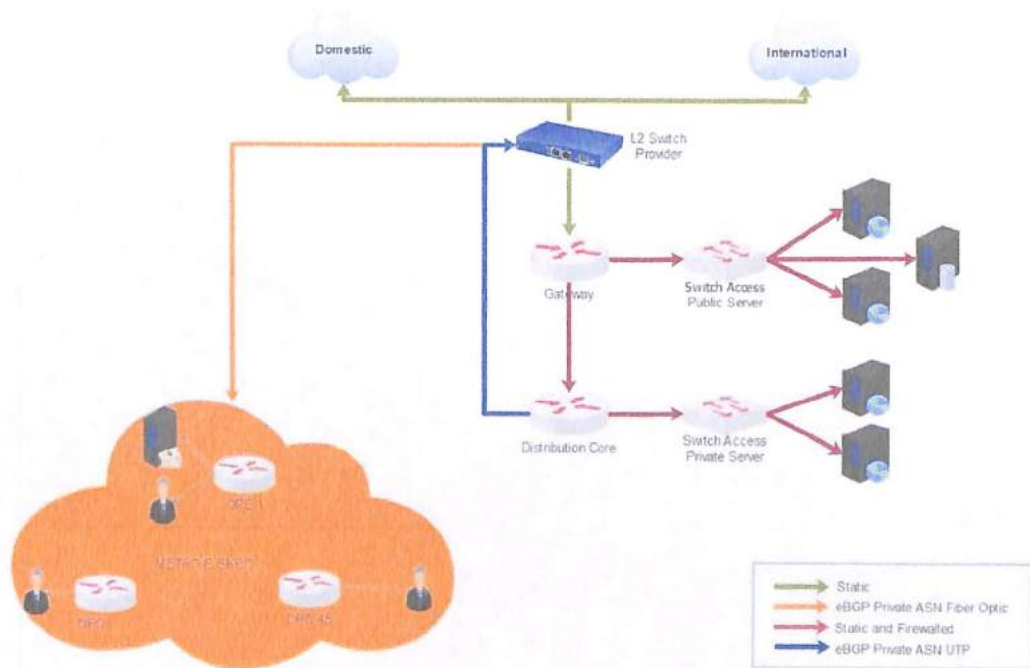 Domestic
International
L2 Switch
Provider
Gateway
Switch Access
Public Server
Distribution Core
Switch Access
Private Server
Static
eBGP Private ASN Fiber Optic
Static and Firewalled
eBGP Private ASN UTP